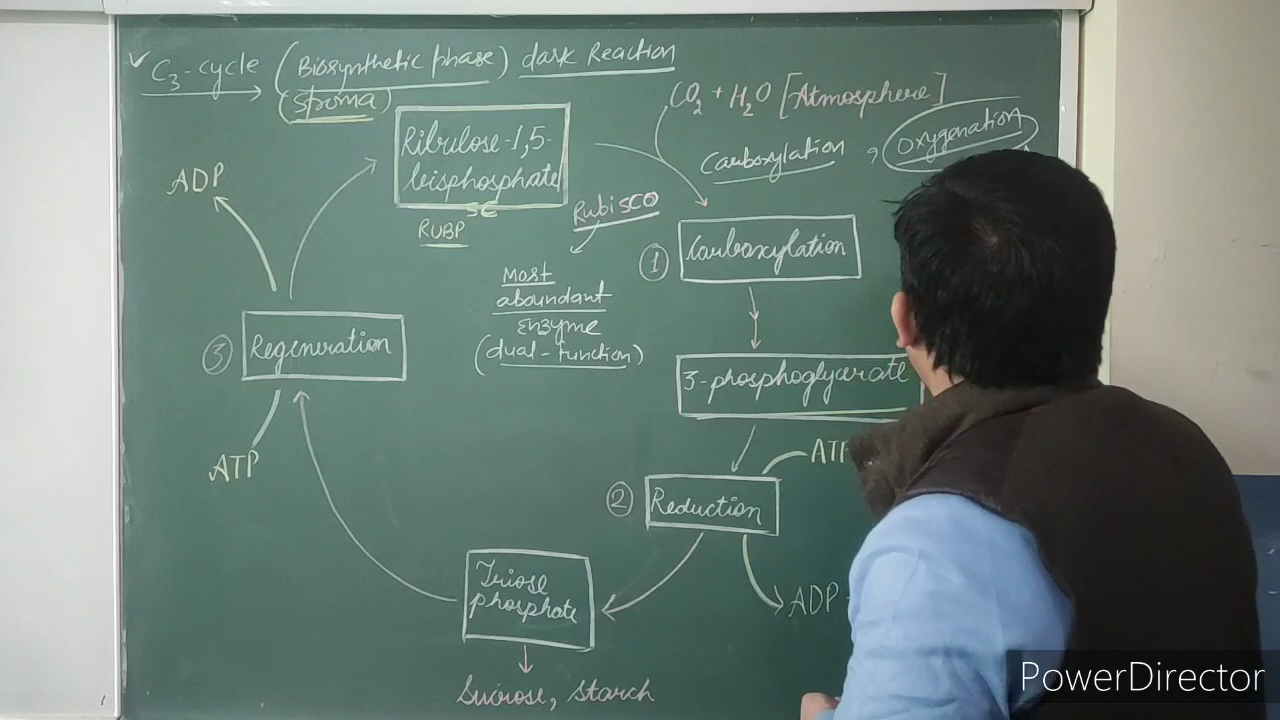 ✓ C₃-cycle (Biosynthetic phase) dark Reaction
(stroma)
CO₂ + H₂O [Atmosphere]
Carboxylation, Oxygenation
Ribulose-1,5-
bisphosphate
RUBP
Rubisco
Most
abundant
Enzyme
(dual-function)
① Carboxylation
3-phosphoglycerate
ATP
② Reduction
ADP
Triose
phosphate
Sucrose, starch
③ Regeneration
ADP
ATP
PowerDirector